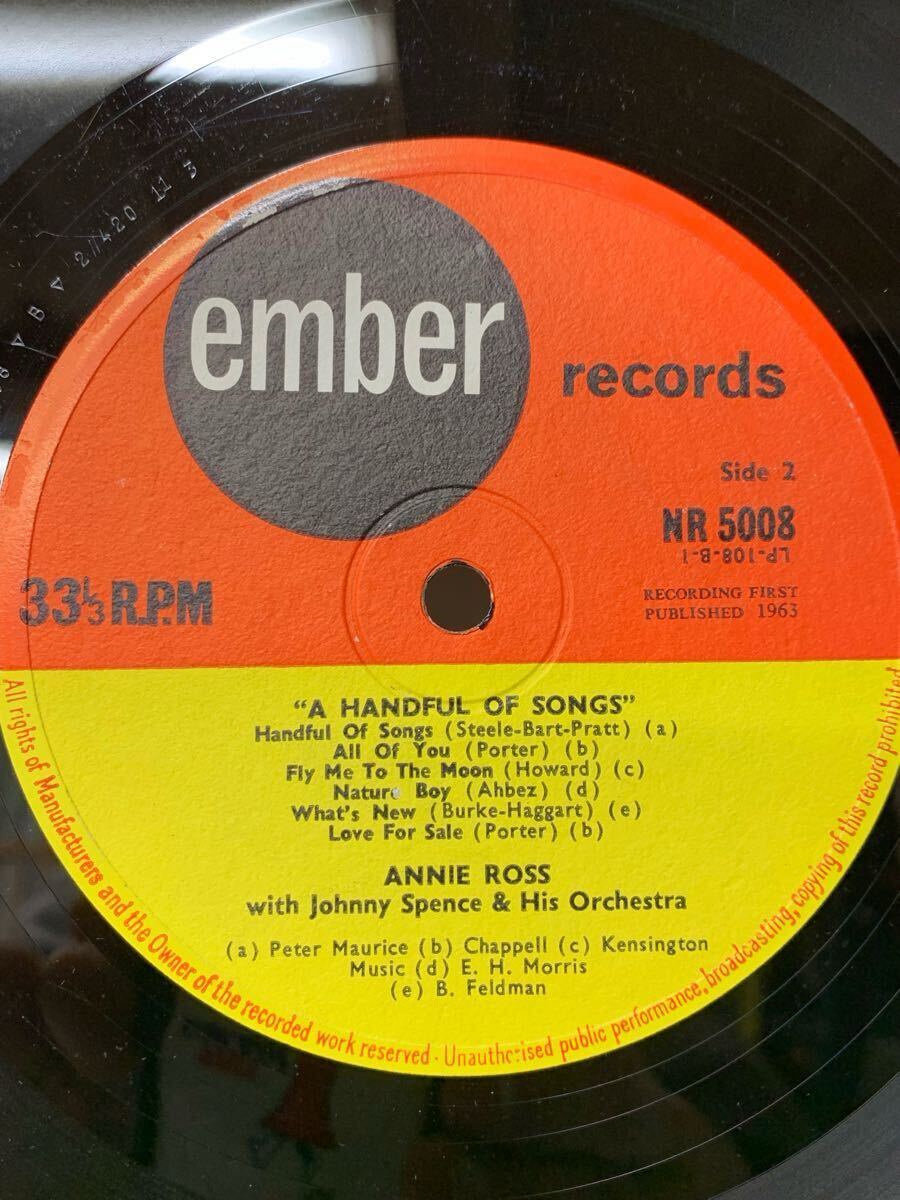 ember
records
Side 2
NR 5008
LP-108-B-1
33⅓ R.P.M
RECORDING FIRST
PUBLISHED 1963
"A HANDFUL OF SONGS"
Handful Of Songs (Steele-Bart-Pratt) (a)
All Of You (Porter) (b)
Fly Me To The Moon (Howard) (c)
Nature Boy (Ahbez) (d)
What's New (Burke-Haggart) (e)
Love For Sale (Porter) (b)
ANNIE ROSS
with Johnny Spence & His Orchestra
(a) Peter Maurice (b) Chappell (c) Kensington
Music (d) E. H. Morris
(e) B. Feldman
All rights of Manufacturers and the Owner of the recorded work reserved · Unauthorised public performance, broadcasting, copying of this record prohibited